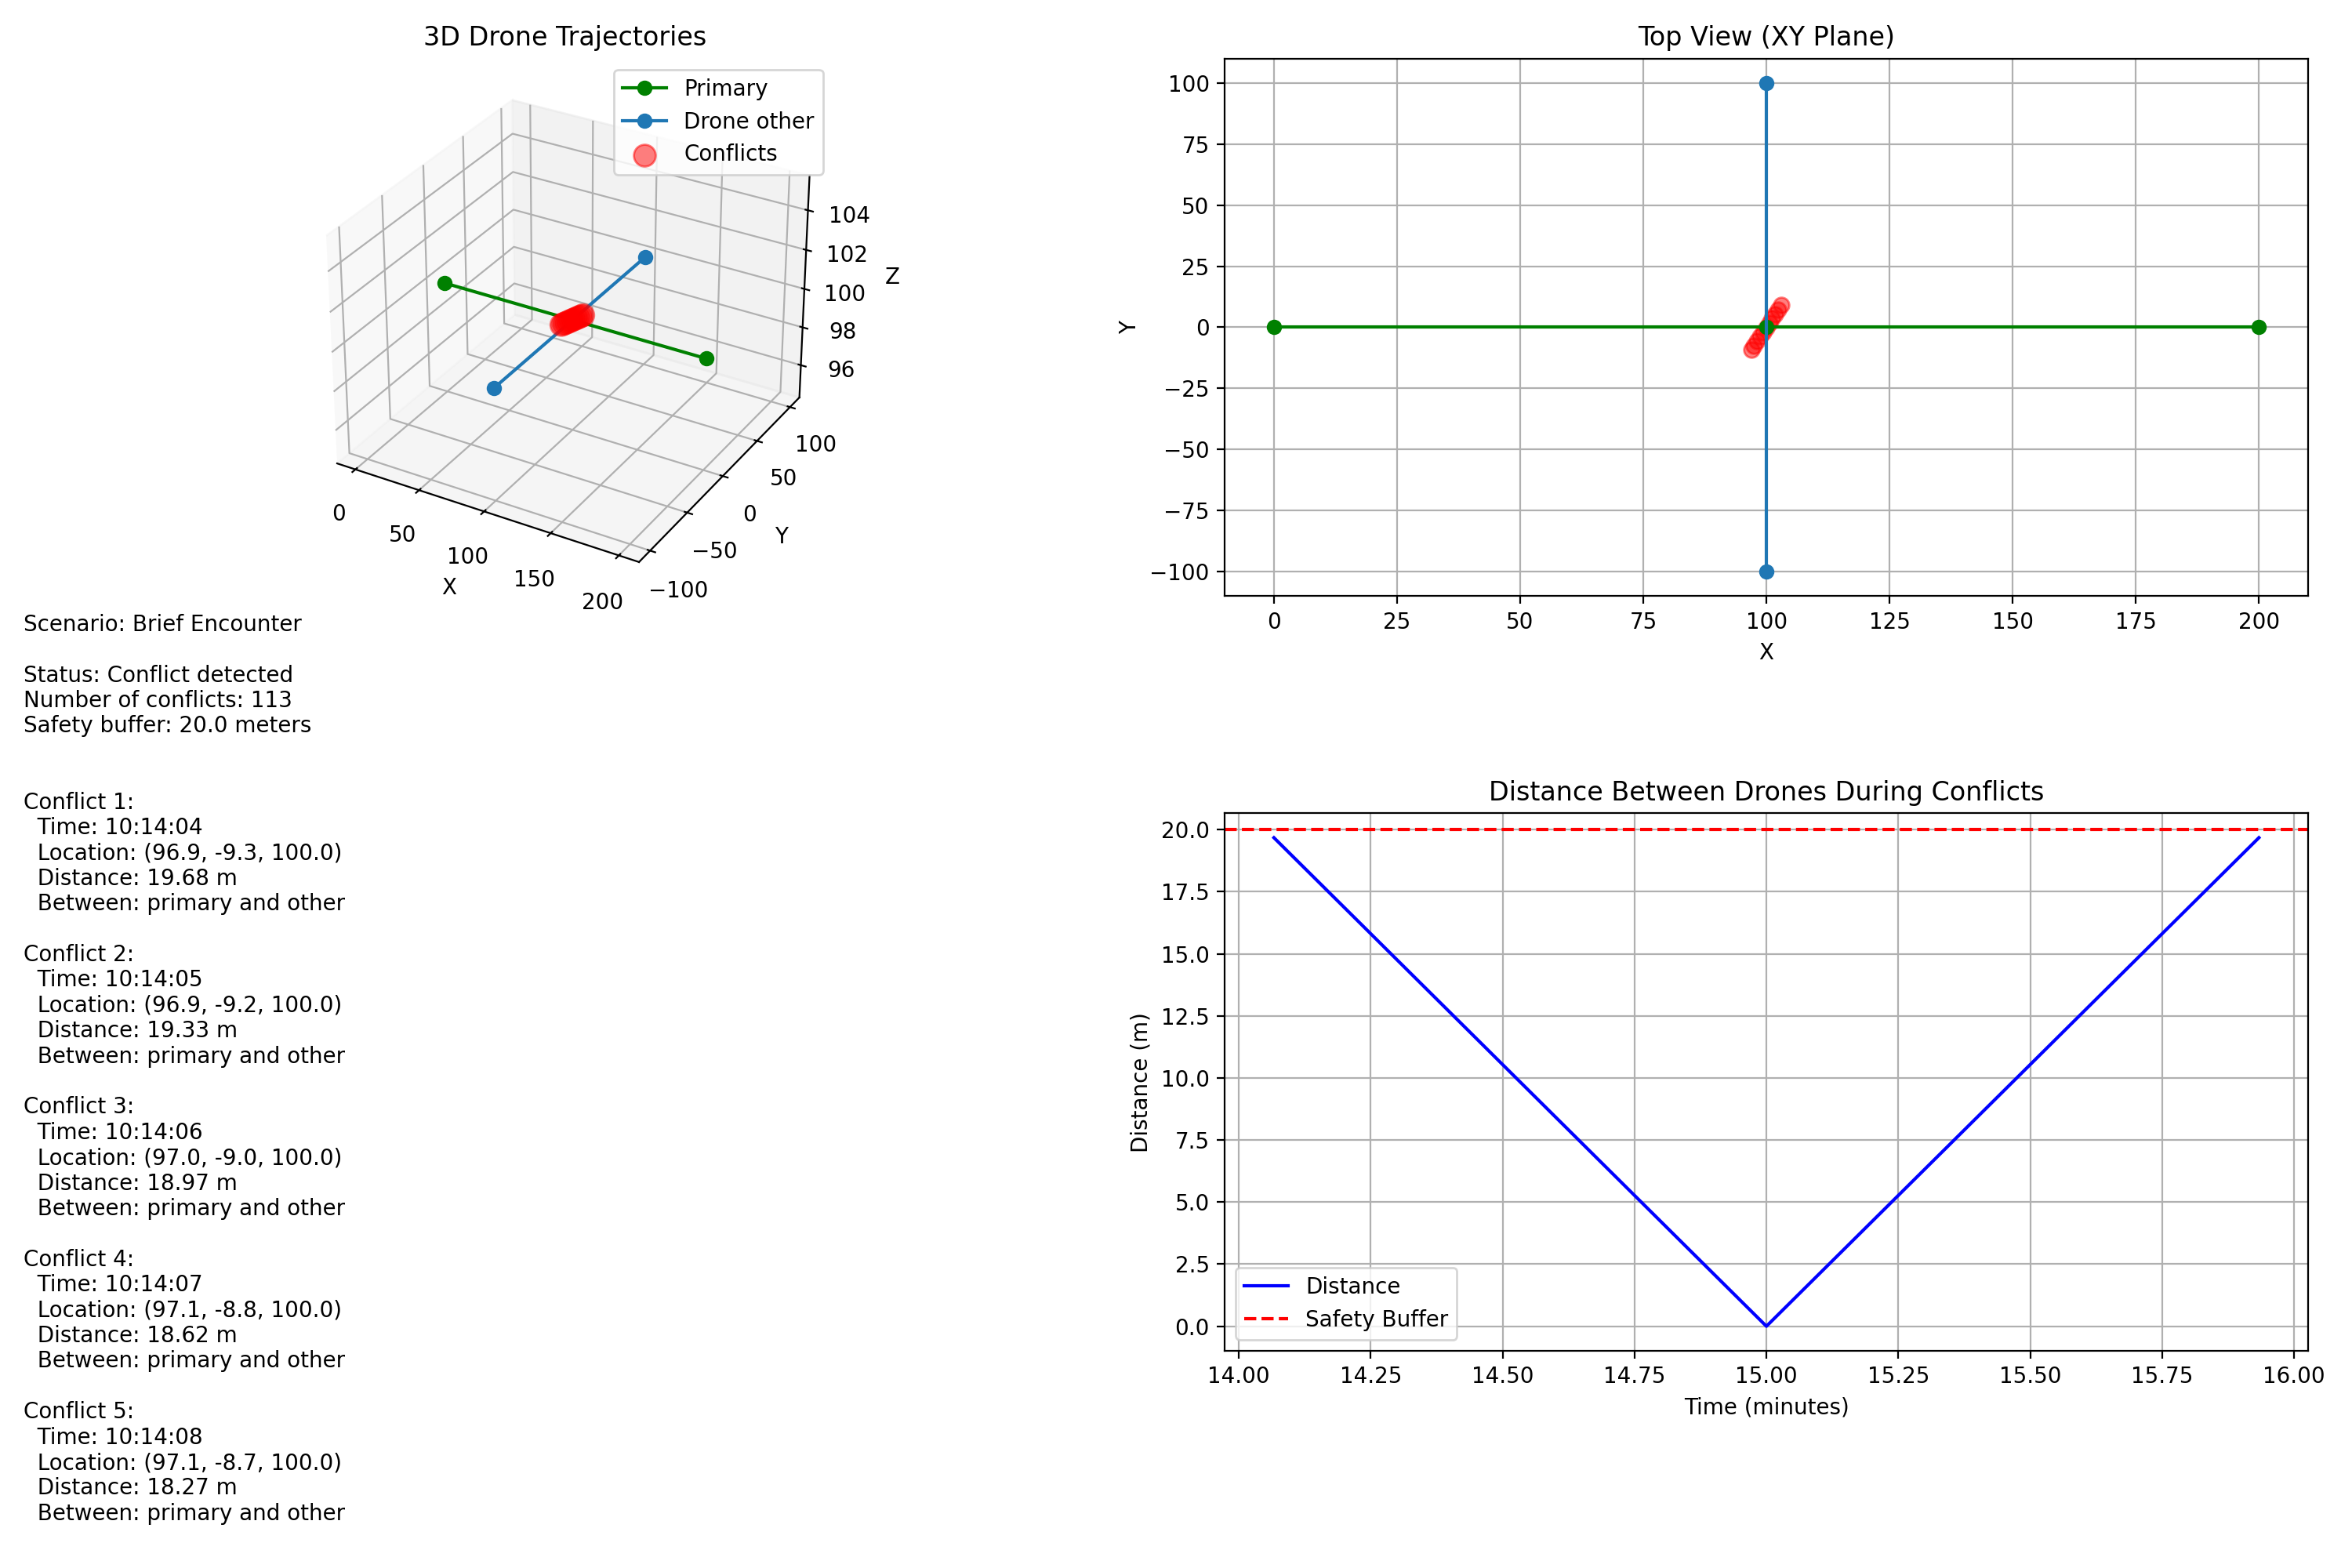 3D Drone Trajectories
Primary
Drone other
Conflicts
104
102
100
98
96
Z
100
50
0
−50
−100
Y
0
50
100
150
200
X
Top View (XY Plane)
100
75
50
25
0
−25
−50
−75
−100
Y
0
25
50
75
100
125
150
175
200
X
Scenario: Brief Encounter
Status: Conflict detected
Number of conflicts: 113
Safety buffer: 20.0 meters
Conflict 1:
Time: 10:14:04
Location: (96.9, -9.3, 100.0)
Distance: 19.68 m
Between: primary and other
Conflict 2:
Time: 10:14:05
Location: (96.9, -9.2, 100.0)
Distance: 19.33 m
Between: primary and other
Conflict 3:
Time: 10:14:06
Location: (97.0, -9.0, 100.0)
Distance: 18.97 m
Between: primary and other
Conflict 4:
Time: 10:14:07
Location: (97.1, -8.8, 100.0)
Distance: 18.62 m
Between: primary and other
Conflict 5:
Time: 10:14:08
Location: (97.1, -8.7, 100.0)
Distance: 18.27 m
Between: primary and other
Distance Between Drones During Conflicts
20.0
17.5
15.0
12.5
10.0
7.5
5.0
2.5
0.0
Distance (m)
Distance
Safety Buffer
14.00
14.25
14.50
14.75
15.00
15.25
15.50
15.75
16.00
Time (minutes)